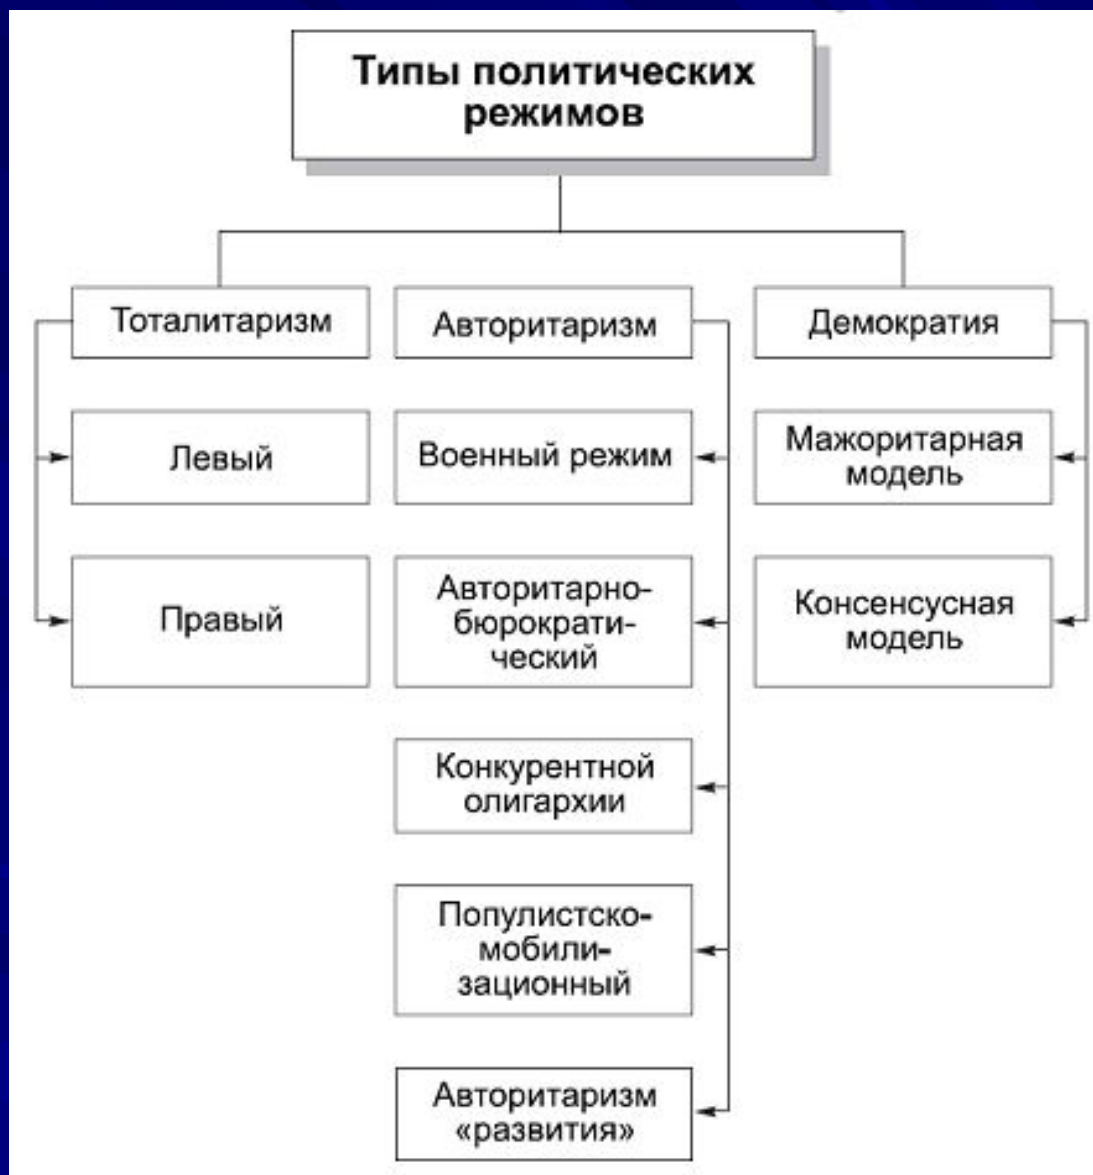 Типы политических
режимов
Тоталитаризм
Авторитаризм
Демократия
Левый
Военный режим
Мажоритарная
модель
Правый
Авторитарно-
бюрократи-
ческий
Консенсусная
модель
Конкурентной
олигархии
Популистско-
мобили-
зационный
Авторитаризм
«развития»